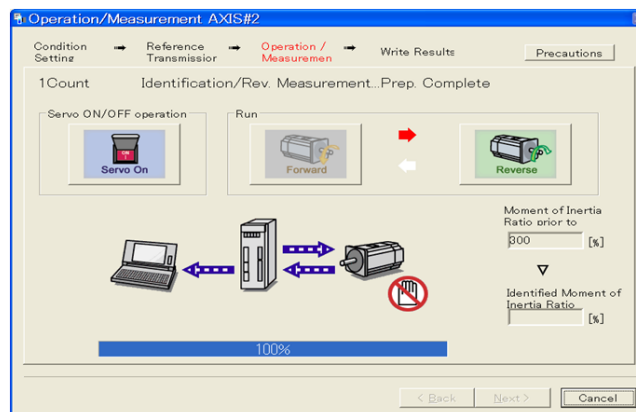 Operation/Measurement AXIS#2
Condition Setting
Reference Transmissior
Operation / Measuremen
Write Results
Precautions
1Count Identification/Rev. Measurement...Prep. Complete
Servo ON/OFF operation
Run
Servo On
Forward
Reverse
Moment of Inertia
Ratio prior to
300 [%]
Identified Moment of
Inertia Ratio
[%]
100%
< Back
Next >
Cancel